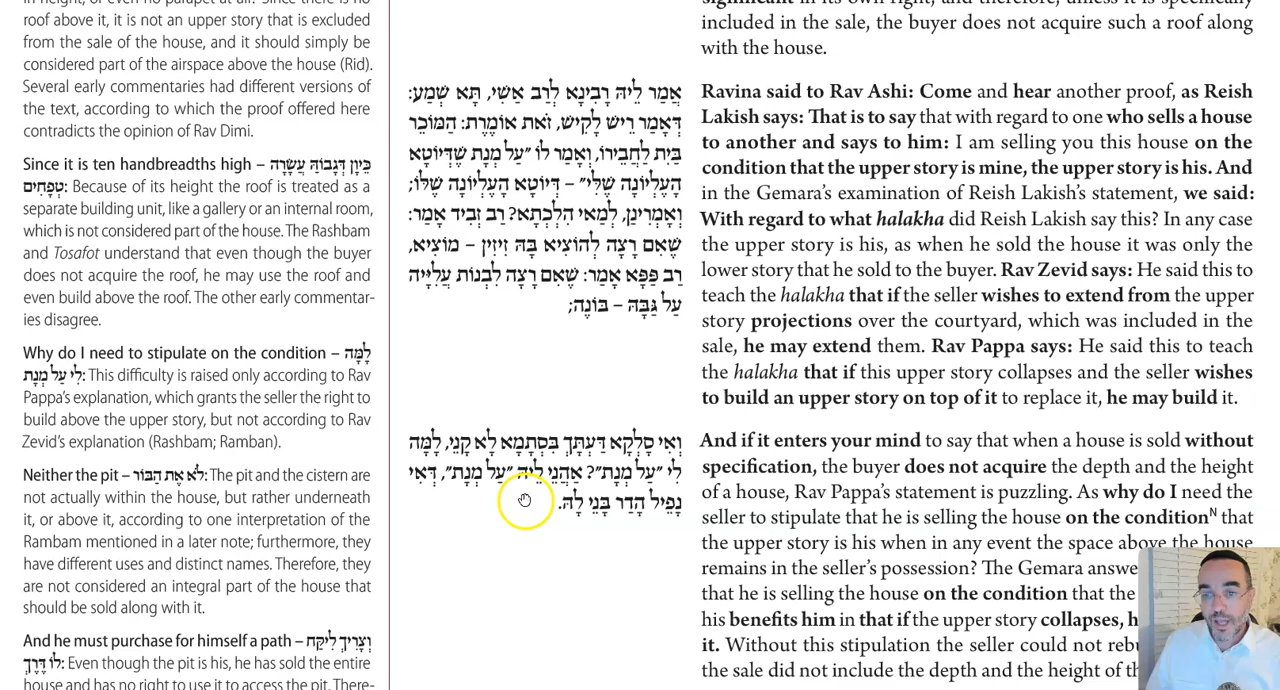 in height, or even no parapet at all. Since there is no
roof above it, it is not an upper story that is excluded
from the sale of the house, and it should simply be
considered part of the airspace above the house (Rid).
Several early commentaries had different versions of
the text, according to which the proof offered here
contradicts the opinion of Rav Dimi.
Since it is ten handbreadths high – כֵּיוָן דְּגָבוֹהַּ עֲשָׂרָה
טְפָחִים: Because of its height the roof is treated as a
separate building unit, like a gallery or an internal room,
which is not considered part of the house. The Rashbam
and Tosafot understand that even though the buyer
does not acquire the roof, he may use the roof and
even build above the roof. The other early commentar-
ies disagree.
Why do I need to stipulate on the condition – לָמָּה
לִי עַל מְנָת: This difficulty is raised only according to Rav
Pappa's explanation, which grants the seller the right to
build above the upper story, but not according to Rav
Zevid's explanation (Rashbam; Ramban).
Neither the pit – לֹא אֶת הַבּוֹר: The pit and the cistern are
not actually within the house, but rather underneath
it, or above it, according to one interpretation of the
Rambam mentioned in a later note; furthermore, they
have different uses and distinct names. Therefore, they
are not considered an integral part of the house that
should be sold along with it.
And he must purchase for himself a path – וְצָרִיךְ לִיקַּח
לוֹ דֶּרֶךְ: Even though the pit is his, he has sold the entire
house and has no right to use it to access the pit. There-
אֲמַר לֵיהּ רָבִינָא לְרַב אַשִׁי, תָּא שְׁמַע:
דְּאָמַר רֵישׁ לָקִישׁ, זֹאת אוֹמֶרֶת: הַמּוֹכֵר
בַּיִת לַחֲבֵירוֹ, וְאָמַר לוֹ ״עַל מְנָת שֶׁדְּיוֹטָא
הָעֶלְיוֹנָה שֶׁלִּי״ – דְּיוֹטָא הָעֶלְיוֹנָה שֶׁלּוֹ;
וְאָמְרִינַן, לְמַאי הִלְכְתָא? רַב זְבִיד אָמַר:
שֶׁאִם רָצָה לְהוֹצִיא בָּהּ זִיזִין – מוֹצִיא,
רַב פַּפָּא אָמַר: שֶׁאִם רָצָה לִבְנוֹת עֲלִיָּיה
עַל גַּבָּהּ – בּוֹנֶה;
וְאִי סָלְקָא דַּעְתָּךְ בִּסְתָמָא לָא קָנֵי, לָמָּה
לִי ״עַל מְנָת״? אַהֲנֵי לֵיהּ ״עַל מְנָת״, דְּאִי
נָפֵיל הֲדַר בָּנֵי לָהּ.
significant in its own right, and therefore, unless it is specifically
included in the sale, the buyer does not acquire such a roof along
with the house.
Ravina said to Rav Ashi: Come and hear another proof, as Reish
Lakish says: That is to say that with regard to one who sells a house
to another and says to him: I am selling you this house on the
condition that the upper story is mine, the upper story is his. And
in the Gemara's examination of Reish Lakish's statement, we said:
With regard to what halakha did Reish Lakish say this? In any case
the upper story is his, as when he sold the house it was only the
lower story that he sold to the buyer. Rav Zevid says: He said this to
teach the halakha that if the seller wishes to extend from the upper
story projections over the courtyard, which was included in the
sale, he may extend them. Rav Pappa says: He said this to teach
the halakha that if this upper story collapses and the seller wishes
to build an upper story on top of it to replace it, he may build it.
And if it enters your mind to say that when a house is sold without
specification, the buyer does not acquire the depth and the height
of a house, Rav Pappa's statement is puzzling. As why do I need the
seller to stipulate that he is selling the house on the conditionN that
the upper story is his when in any event the space above the house
remains in the seller's possession? The Gemara answe
that he is selling the house on the condition that the
his benefits him in that if the upper story collapses, h
it. Without this stipulation the seller could not reb
the sale did not include the depth and the height of th